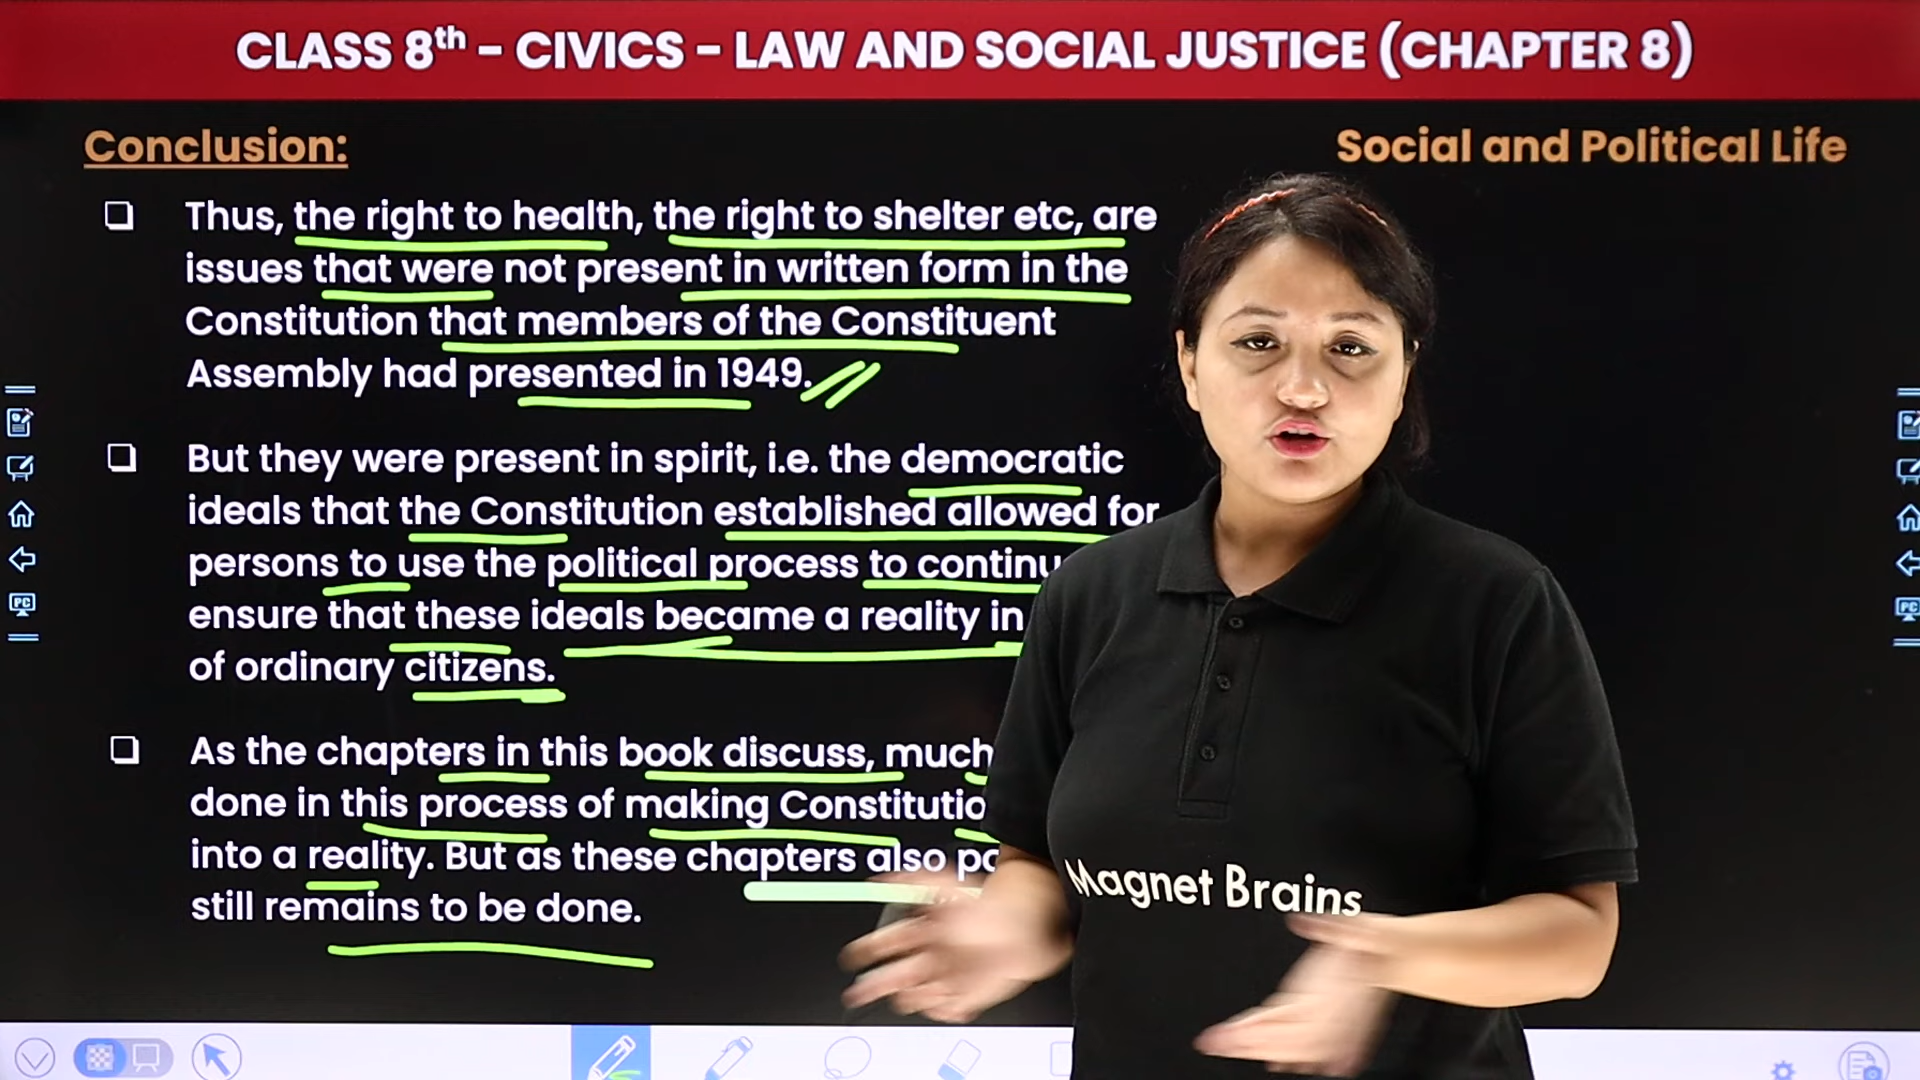 CLASS 8th – CIVICS – LAW AND SOCIAL JUSTICE (CHAPTER 8)
Conclusion:
Social and Political Life
❑ Thus, the right to health, the right to shelter etc, are
issues that were not present in written form in the
Constitution that members of the Constituent
Assembly had presented in 1949.
❑ But they were present in spirit, i.e. the democratic
ideals that the Constitution established allowed for
persons to use the political process to
ensure that these ideals became a reality in
of ordinary citizens.
❑ As the chapters in this book discuss, much
done in this process of making
into a reality. But as these chapters also
still remains to be done.
Magnet Brains
PC
PC